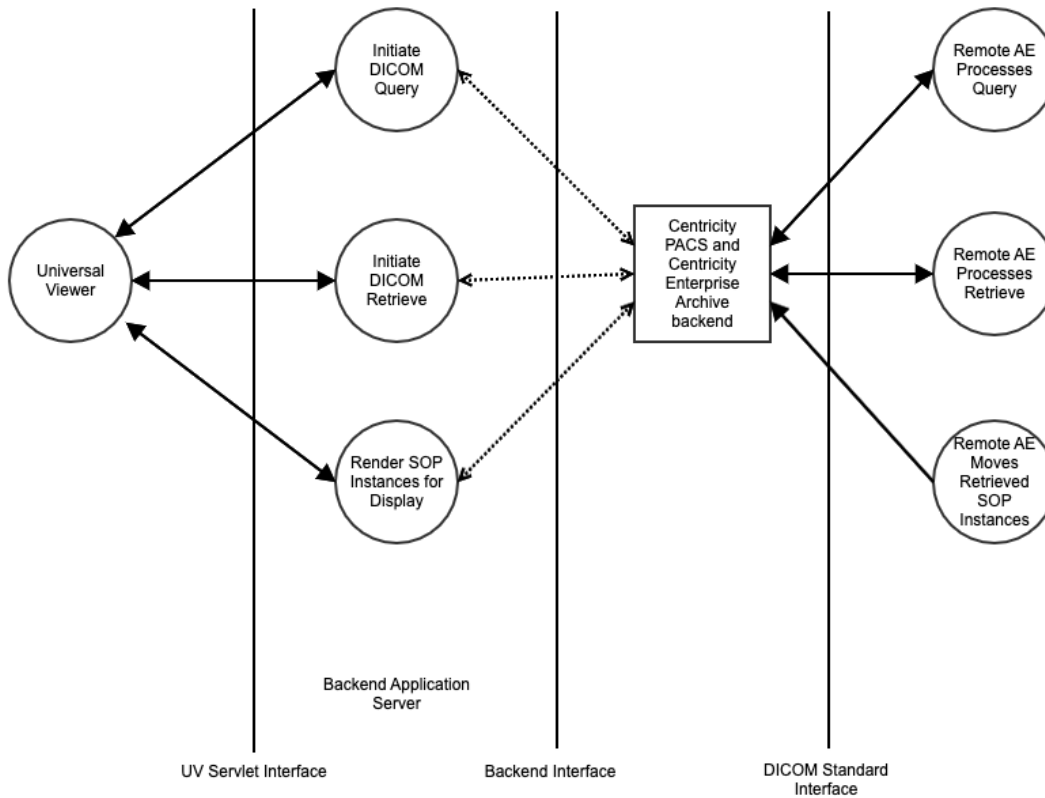 Initiate
DICOM
Query
Remote AE
Processes
Query
Universal
Viewer
Initiate
DICOM
Retrieve
Centricity
PACS and
Centricity
Enterprise
Archive
backend
Remote AE
Processes
Retrieve
Render SOP
Instances for
Display
Remote AE
Moves
Retrieved
SOP
Instances
Backend Application
Server
UV Servlet Interface
Backend Interface
DICOM Standard
Interface